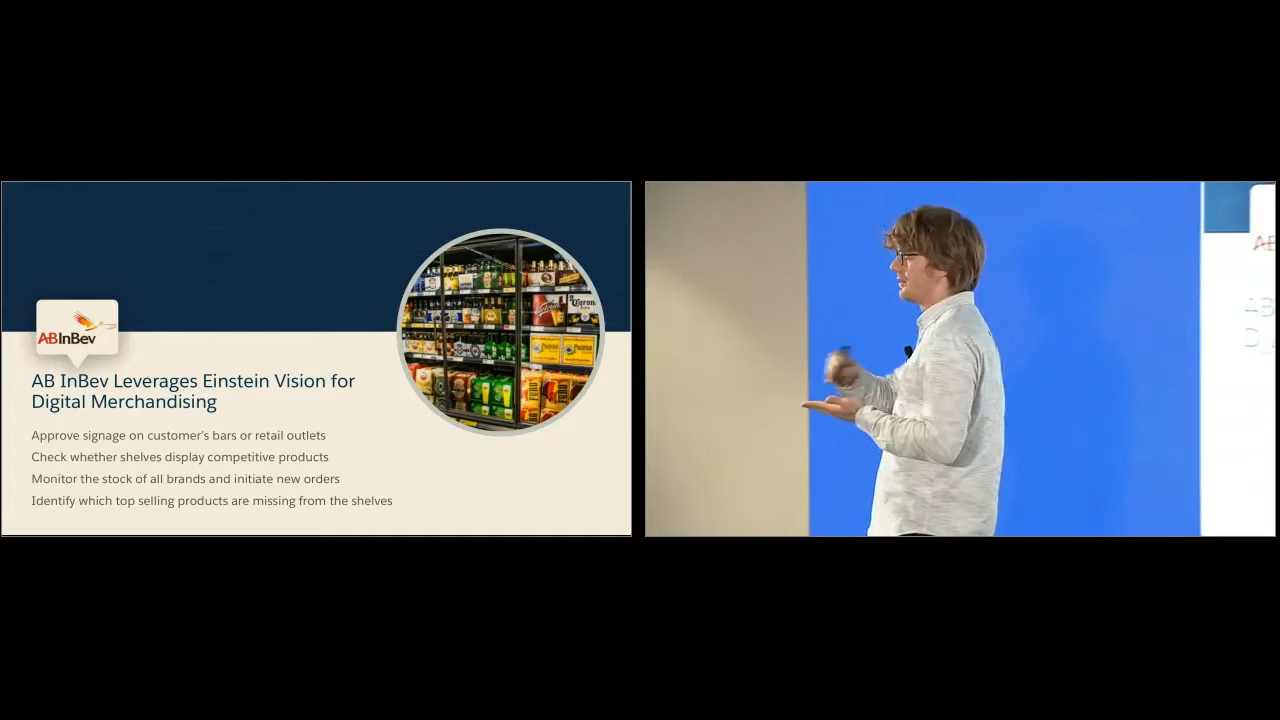 ABInBev
AB InBev Leverages Einstein Vision for
Digital Merchandising
Approve signage on customer's bars or retail outlets
Check whether shelves display competitive products
Monitor the stock of all brands and initiate new orders
Identify which top selling products are missing from the shelves
Corona